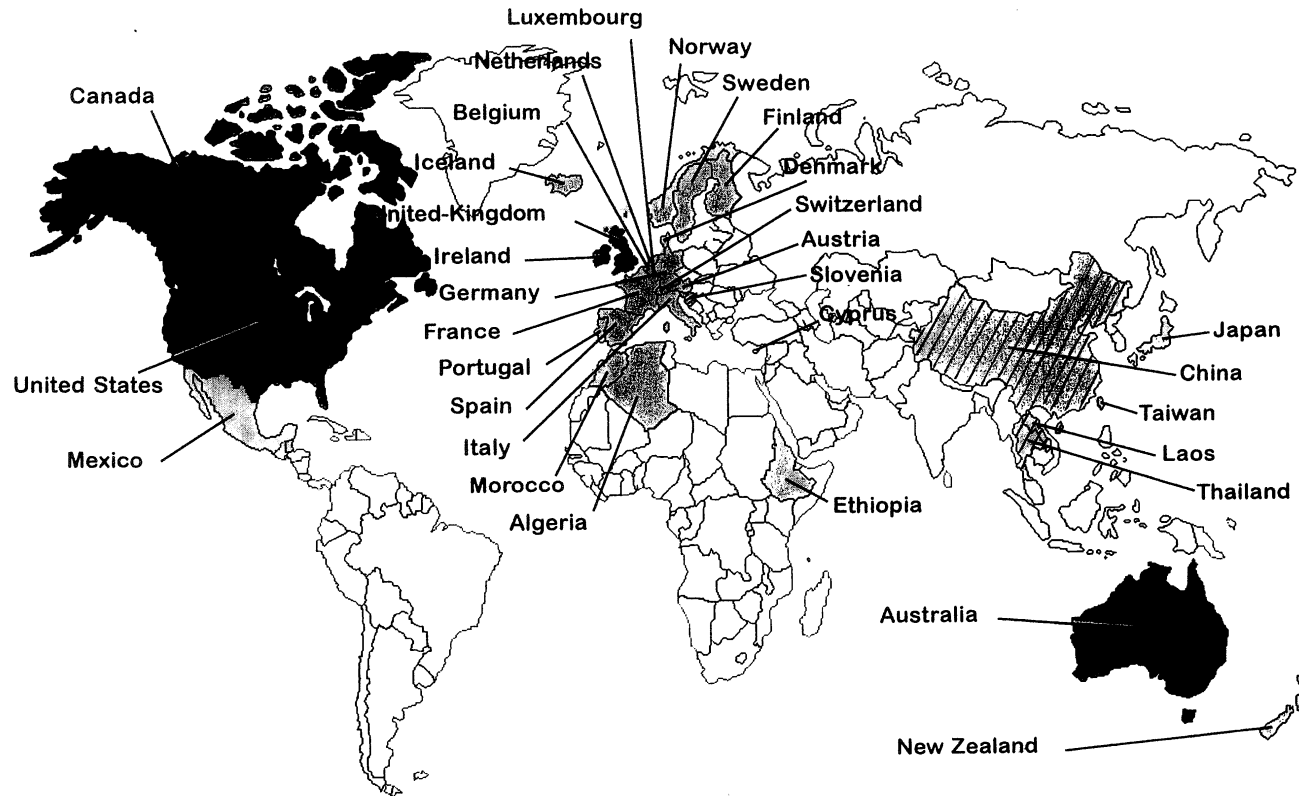 Luxembourg
Norway
Netherlands
Sweden
Canada
Belgium
Finland
Iceland
Denmark
United-Kingdom
Switzerland
Austria
Ireland
Slovenia
Germany
Cyprus
France
Japan
Portugal
China
United States
Spain
Taiwan
Italy
Laos
Mexico
Morocco
Thailand
Ethiopia
Algeria
Australia
New Zealand